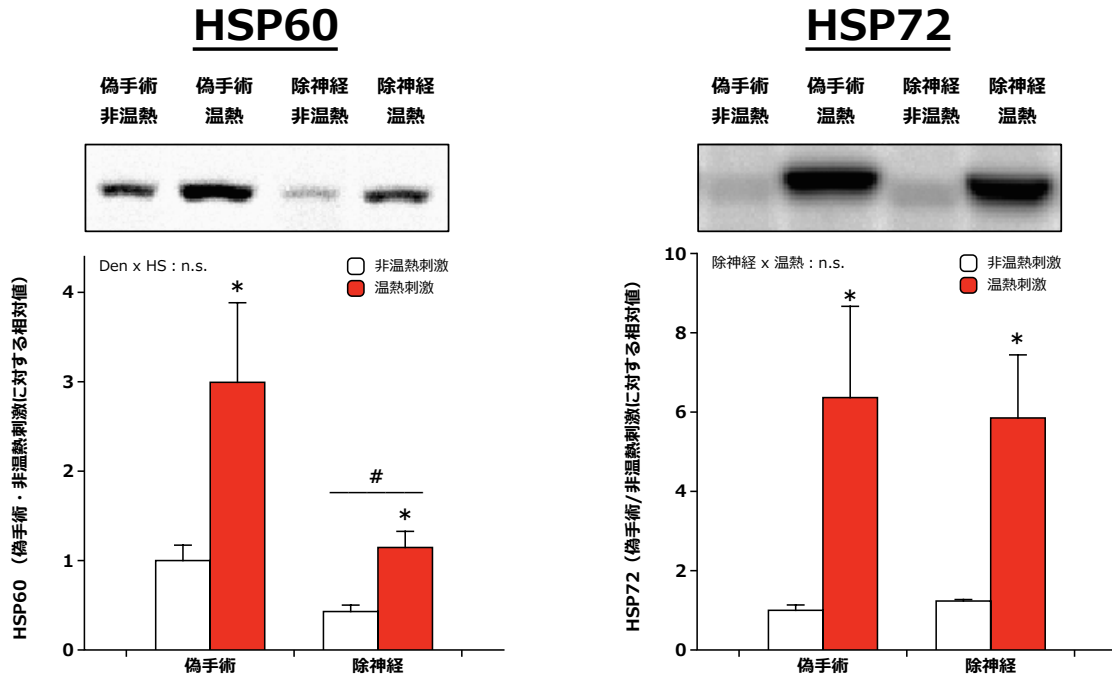 HSP60
偽手術 偽手術 除神経 除神経
非温熱 温熱 非温熱 温熱
Den x HS : n.s.
非温熱刺激
温熱刺激
HSP60 (偽手術・非温熱刺激に対する相対値)
4
3
2
1
0
*
#
*
偽手術 除神経
HSP72
偽手術 偽手術 除神経 除神経
非温熱 温熱 非温熱 温熱
除神経 x 温熱 : n.s.
非温熱刺激
温熱刺激
HSP72 (偽手術/非温熱刺激に対する相対値)
10
8
6
4
2
0
*
*
偽手術 除神経